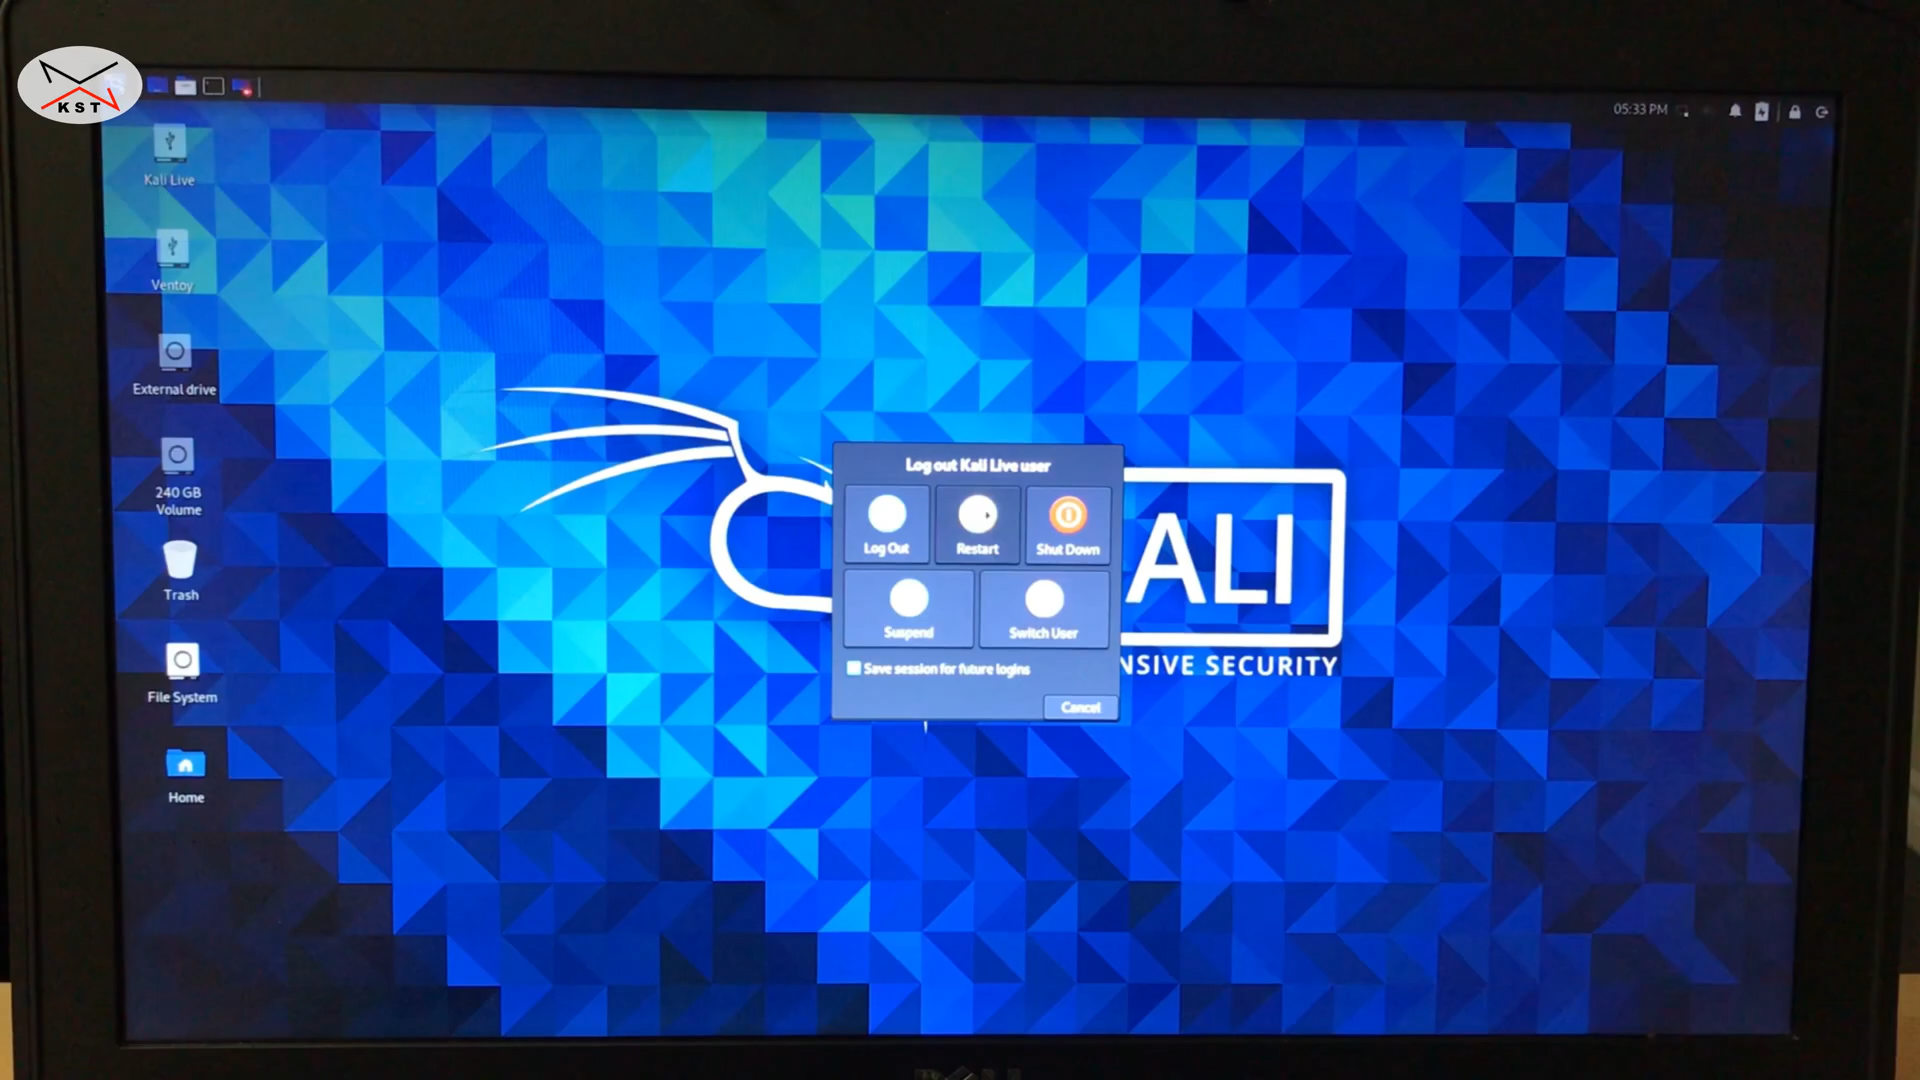 KST
05:33 PM
Kali Live
Ventoy
External drive
240 GB
Volume
Trash
File System
Home
Log out Kali Live user
Log Out
Restart
Shut Down
Suspend
Switch User
Save session for future logins
Cancel
ALI
NSIVE SECURITY